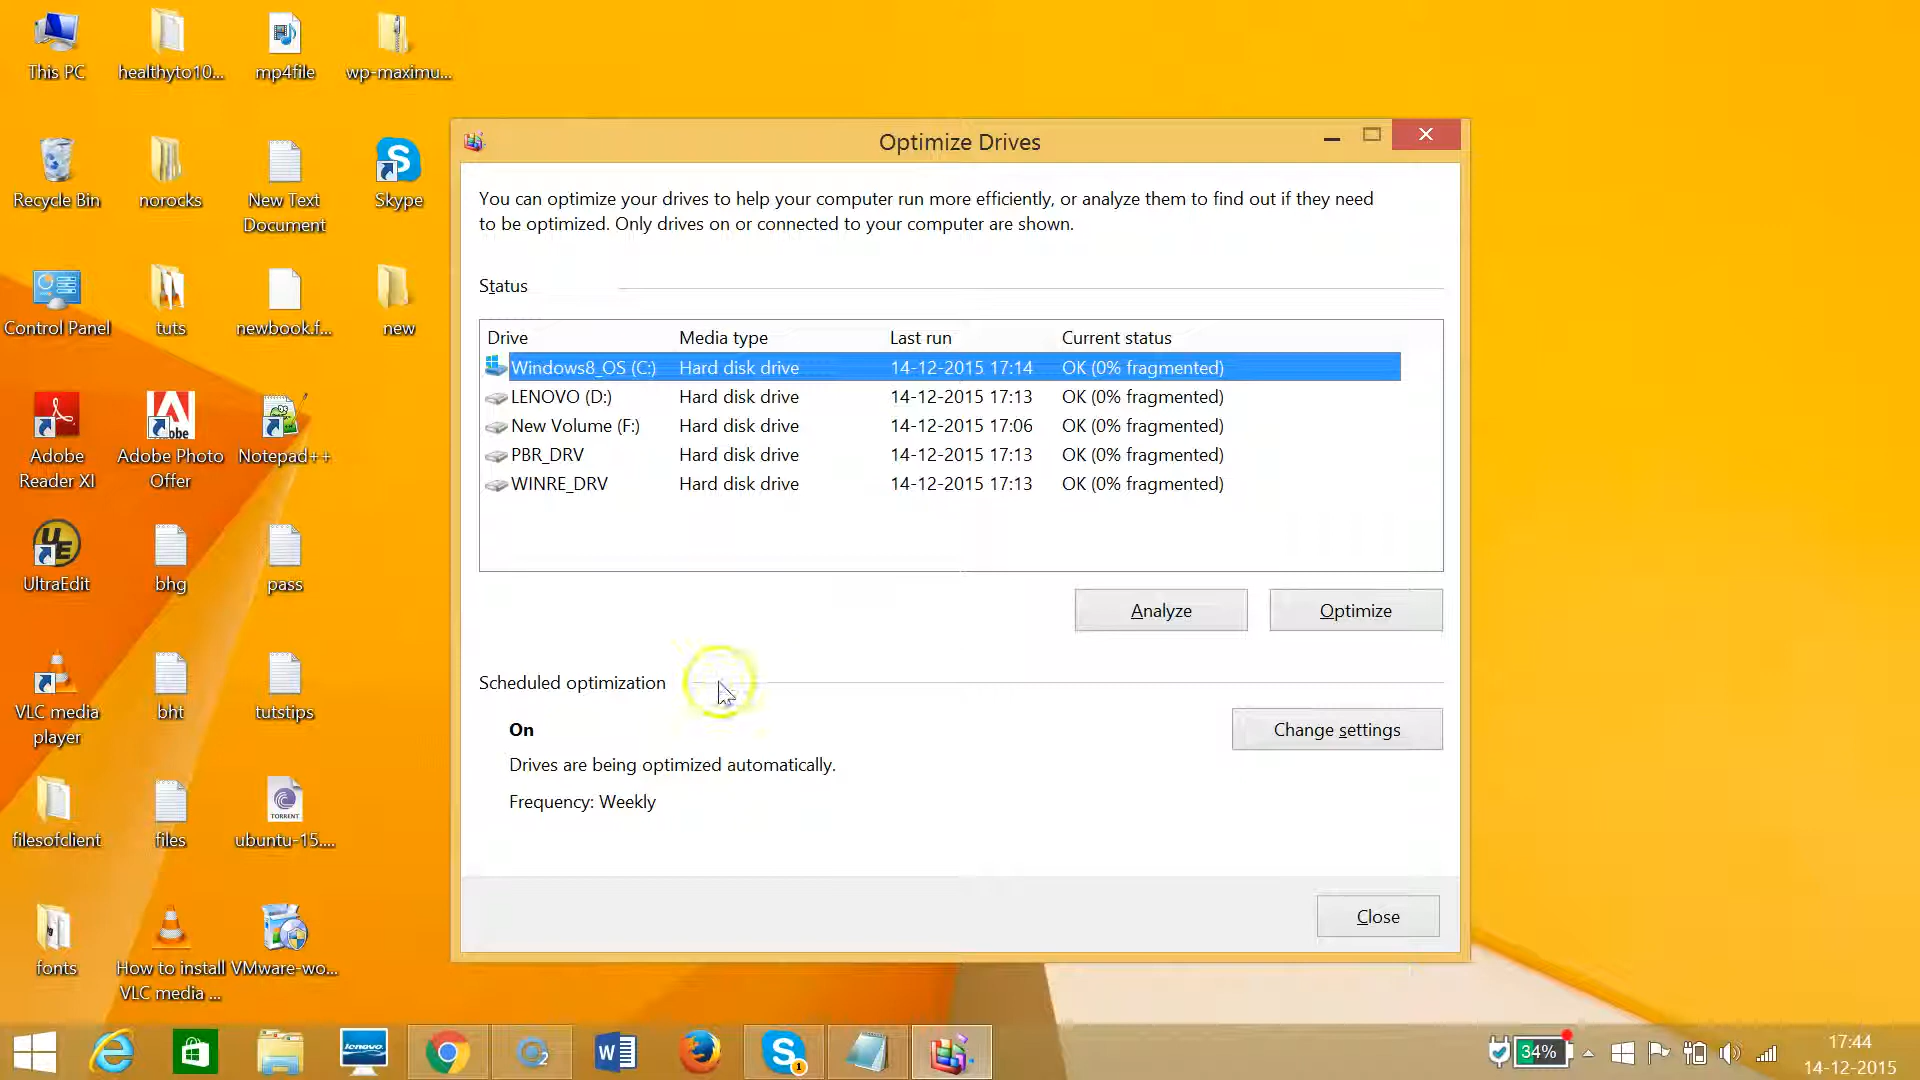 This PC
healthyto10...
mp4file
wp-maximu...
Recycle Bin
norocks
New Text
Document
Skype
Control Panel
tuts
newbook.f...
new
Adobe
Reader XI
Adobe Photo
Offer
Notepad++
UltraEdit
bhg
pass
VLC media
player
bht
tutstips
filesofclient
files
TORRENT
ubuntu-15....
fonts
How to install
VLC media ...
VMware-wo...
Optimize Drives
You can optimize your drives to help your computer run more efficiently, or analyze them to find out if they need
to be optimized. Only drives on or connected to your computer are shown.
Status
Drive Media type Last run Current status
Windows8_OS (C:) Hard disk drive 14-12-2015 17:14 OK (0% fragmented)
LENOVO (D:) Hard disk drive 14-12-2015 17:13 OK (0% fragmented)
New Volume (F:) Hard disk drive 14-12-2015 17:06 OK (0% fragmented)
PBR_DRV Hard disk drive 14-12-2015 17:13 OK (0% fragmented)
WINRE_DRV Hard disk drive 14-12-2015 17:13 OK (0% fragmented)
Analyze
Optimize
Scheduled optimization
On
Change settings
Drives are being optimized automatically.
Frequency: Weekly
Close
lenovo
34%
17:44
14-12-2015